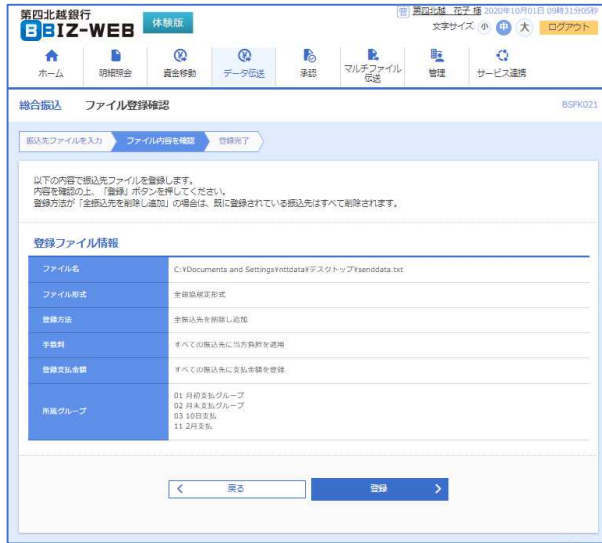 第四北越銀行
BIZ-WEB
体験版
管 第四北越 花子 様 2020年10月01日 09時31分05秒
文字サイズ 小 中 大 ログアウト
ホーム 明細照会 資金移動 データ伝送 承認 マルチファイル伝送 管理 サービス連携
総合振込 ファイル登録確認 BSFK021
振込先ファイルを入力 ファイル内容を確認 登録完了
以下の内容で振込先ファイルを登録します。
内容を確認の上、「登録」ボタンを押してください。
登録方法が「全振込先を削除し追加」の場合は、既に登録されている振込先はすべて削除されます。
登録ファイル情報
ファイル名 C:¥Documents and Settings¥nttdata¥デスクトップ¥senddata.txt
ファイル形式 全銀協規定形式
登録方法 全振込先を削除し追加
手数料 すべての振込先に当方負担を適用
登録支払金額 すべての振込先に支払金額を登録
所属グループ
01 月初支払グループ
02 月末支払グループ
03 10日支払
11 2月支払
戻る 登録